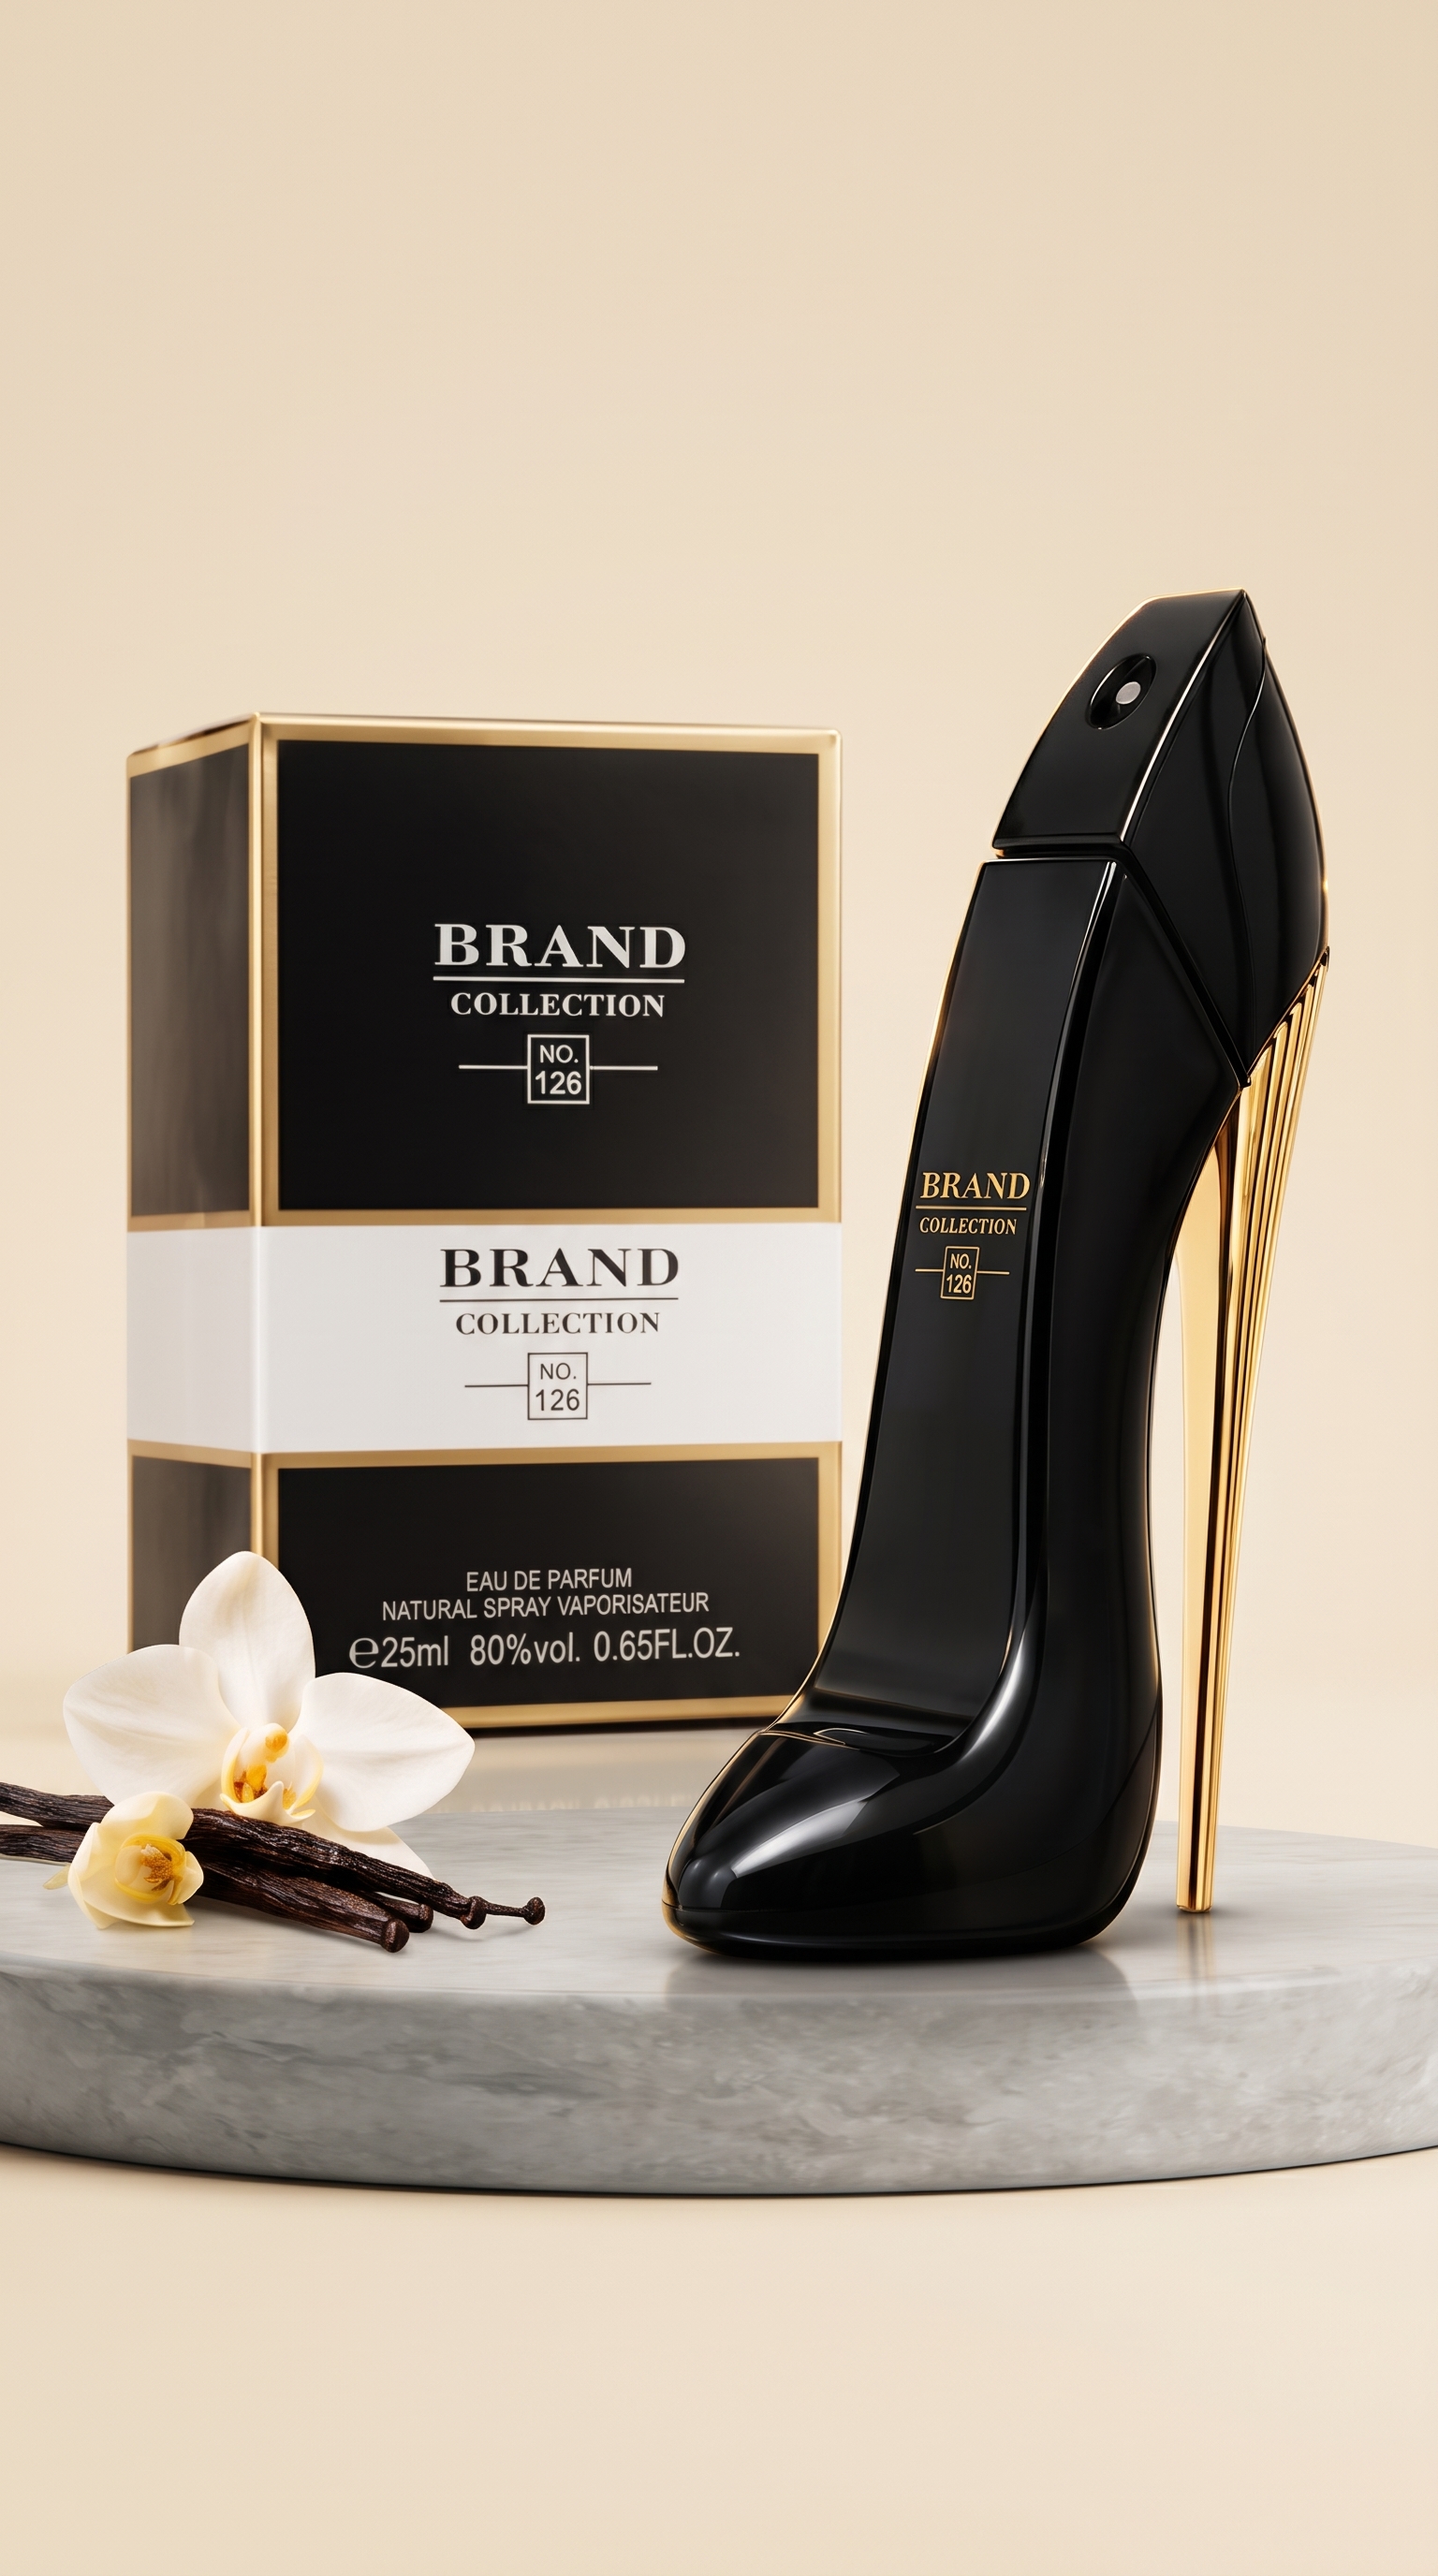 BRAND
COLLECTION
NO.
126
BRAND
COLLECTION
NO.
126
EAU DE PARFUM
NATURAL SPRAY VAPORISATEUR
℮25ml 80%vol. 0.65FL.OZ.
BRAND
COLLECTION
NO.
126